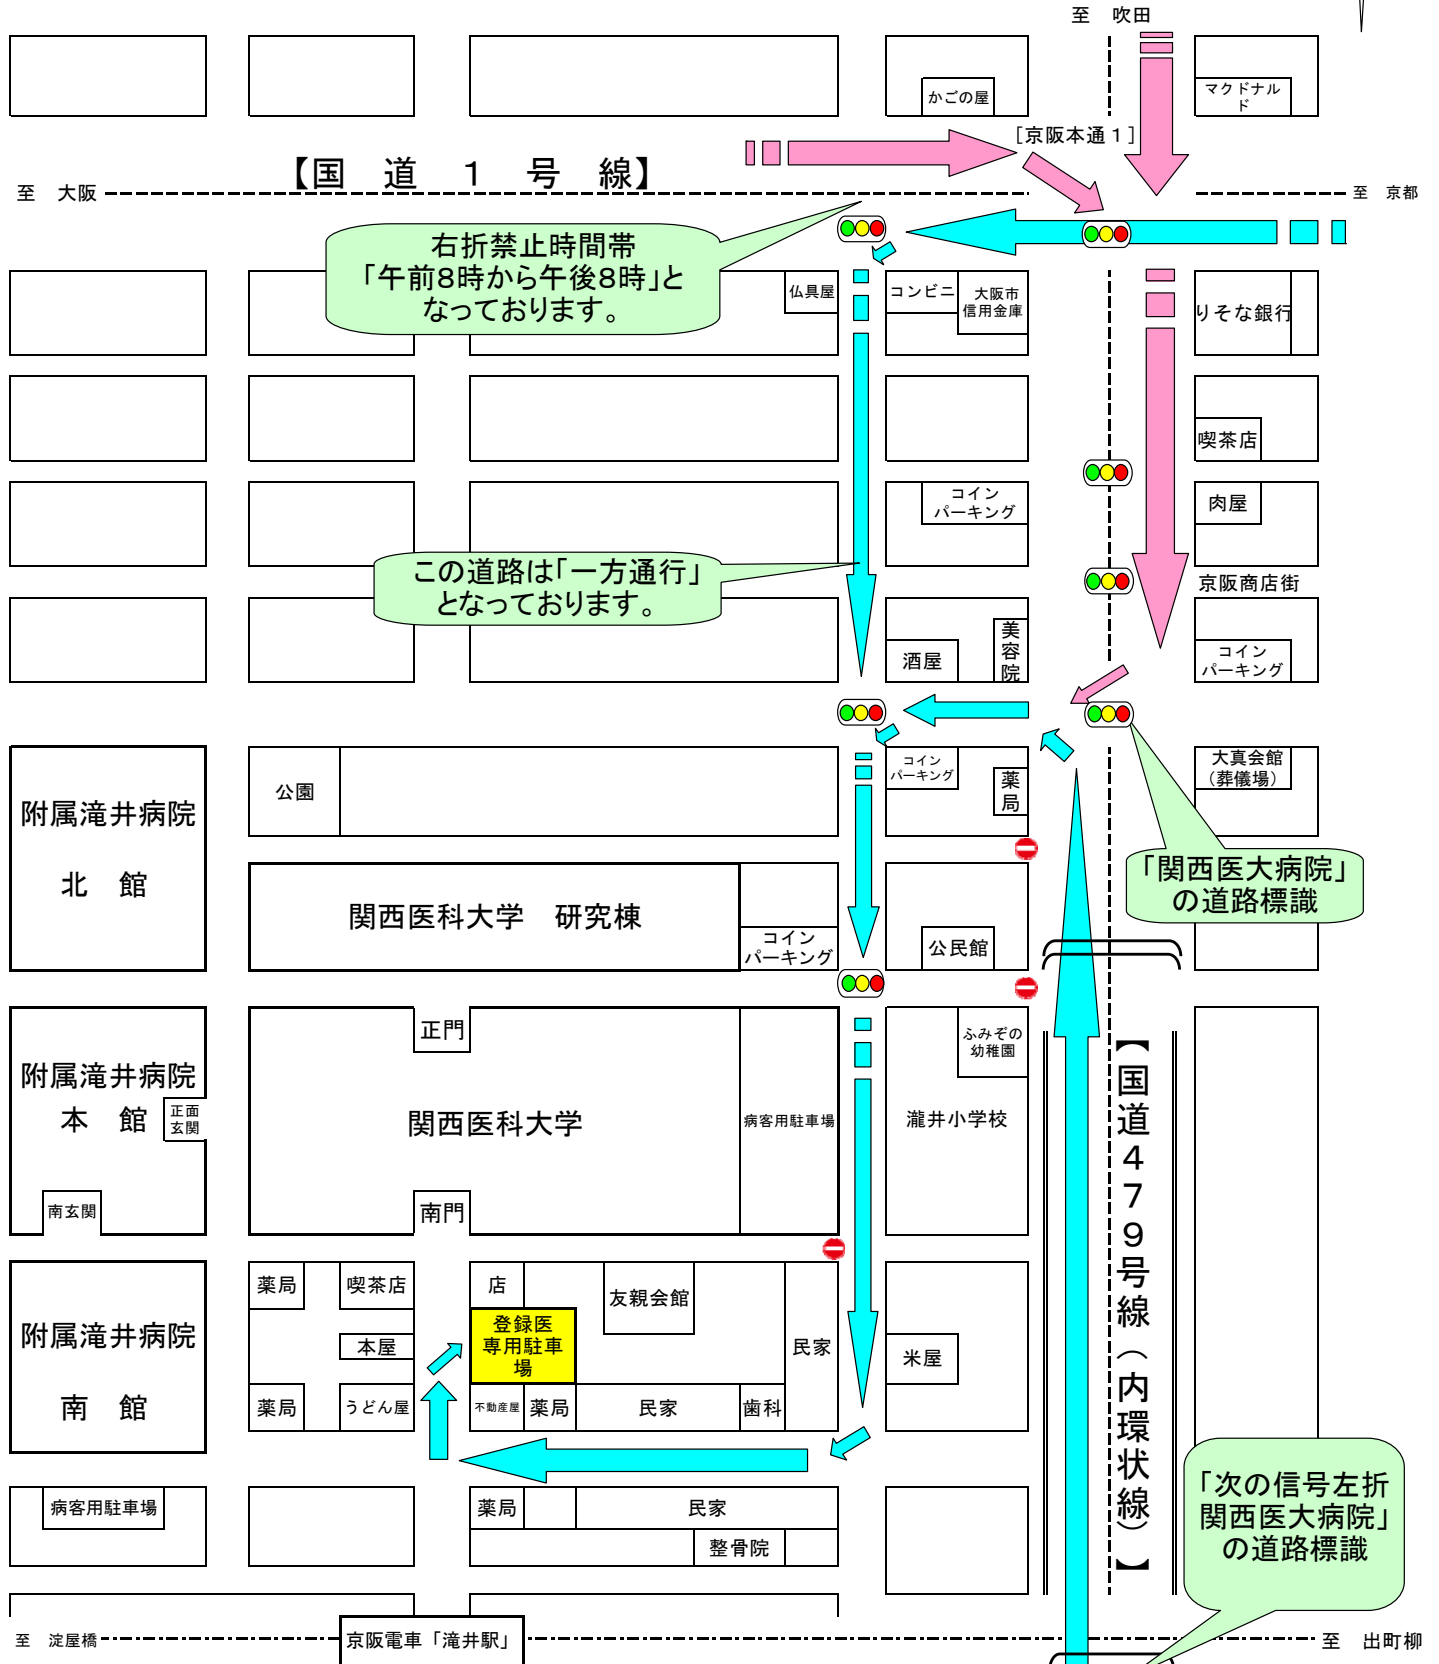 至　吹田
かごの屋
マクドナル
ド
［京阪本通１］
【国　道　１　号　線】
至　大阪
至　京都
右折禁止時間帯
「午前８時から午後８時」と
なっております。
仏具屋
コンビニ
大阪市
信用金庫
りそな銀行
喫茶店
コイン
パーキング
肉屋
この道路は「一方通行」
となっております。
京阪商店街
酒屋
美容院
コイン
パーキング
附属滝井病院
北　館
公園
コイン
パーキング
薬局
大真会館
（葬儀場）
「関西医大病院」
の道路標識
関西医科大学　研究棟
コイン
パーキング
公民館
附属滝井病院
本　館
正面
玄関
南玄関
正門
関西医科大学
南門
病客用駐車場
ふみぞの
幼稚園
瀧井小学校
【国道４７９号線（内環状線）】
附属滝井病院
南　館
薬局
喫茶店
本屋
薬局
うどん屋
店
登録医
専用駐車
場
友親会館
民家
不動産屋
薬局
民家
歯科
米屋
病客用駐車場
薬局
民家
整骨院
「次の信号左折
関西医大病院」
の道路標識
至　淀屋橋
京阪電車「滝井駅」
至　出町柳